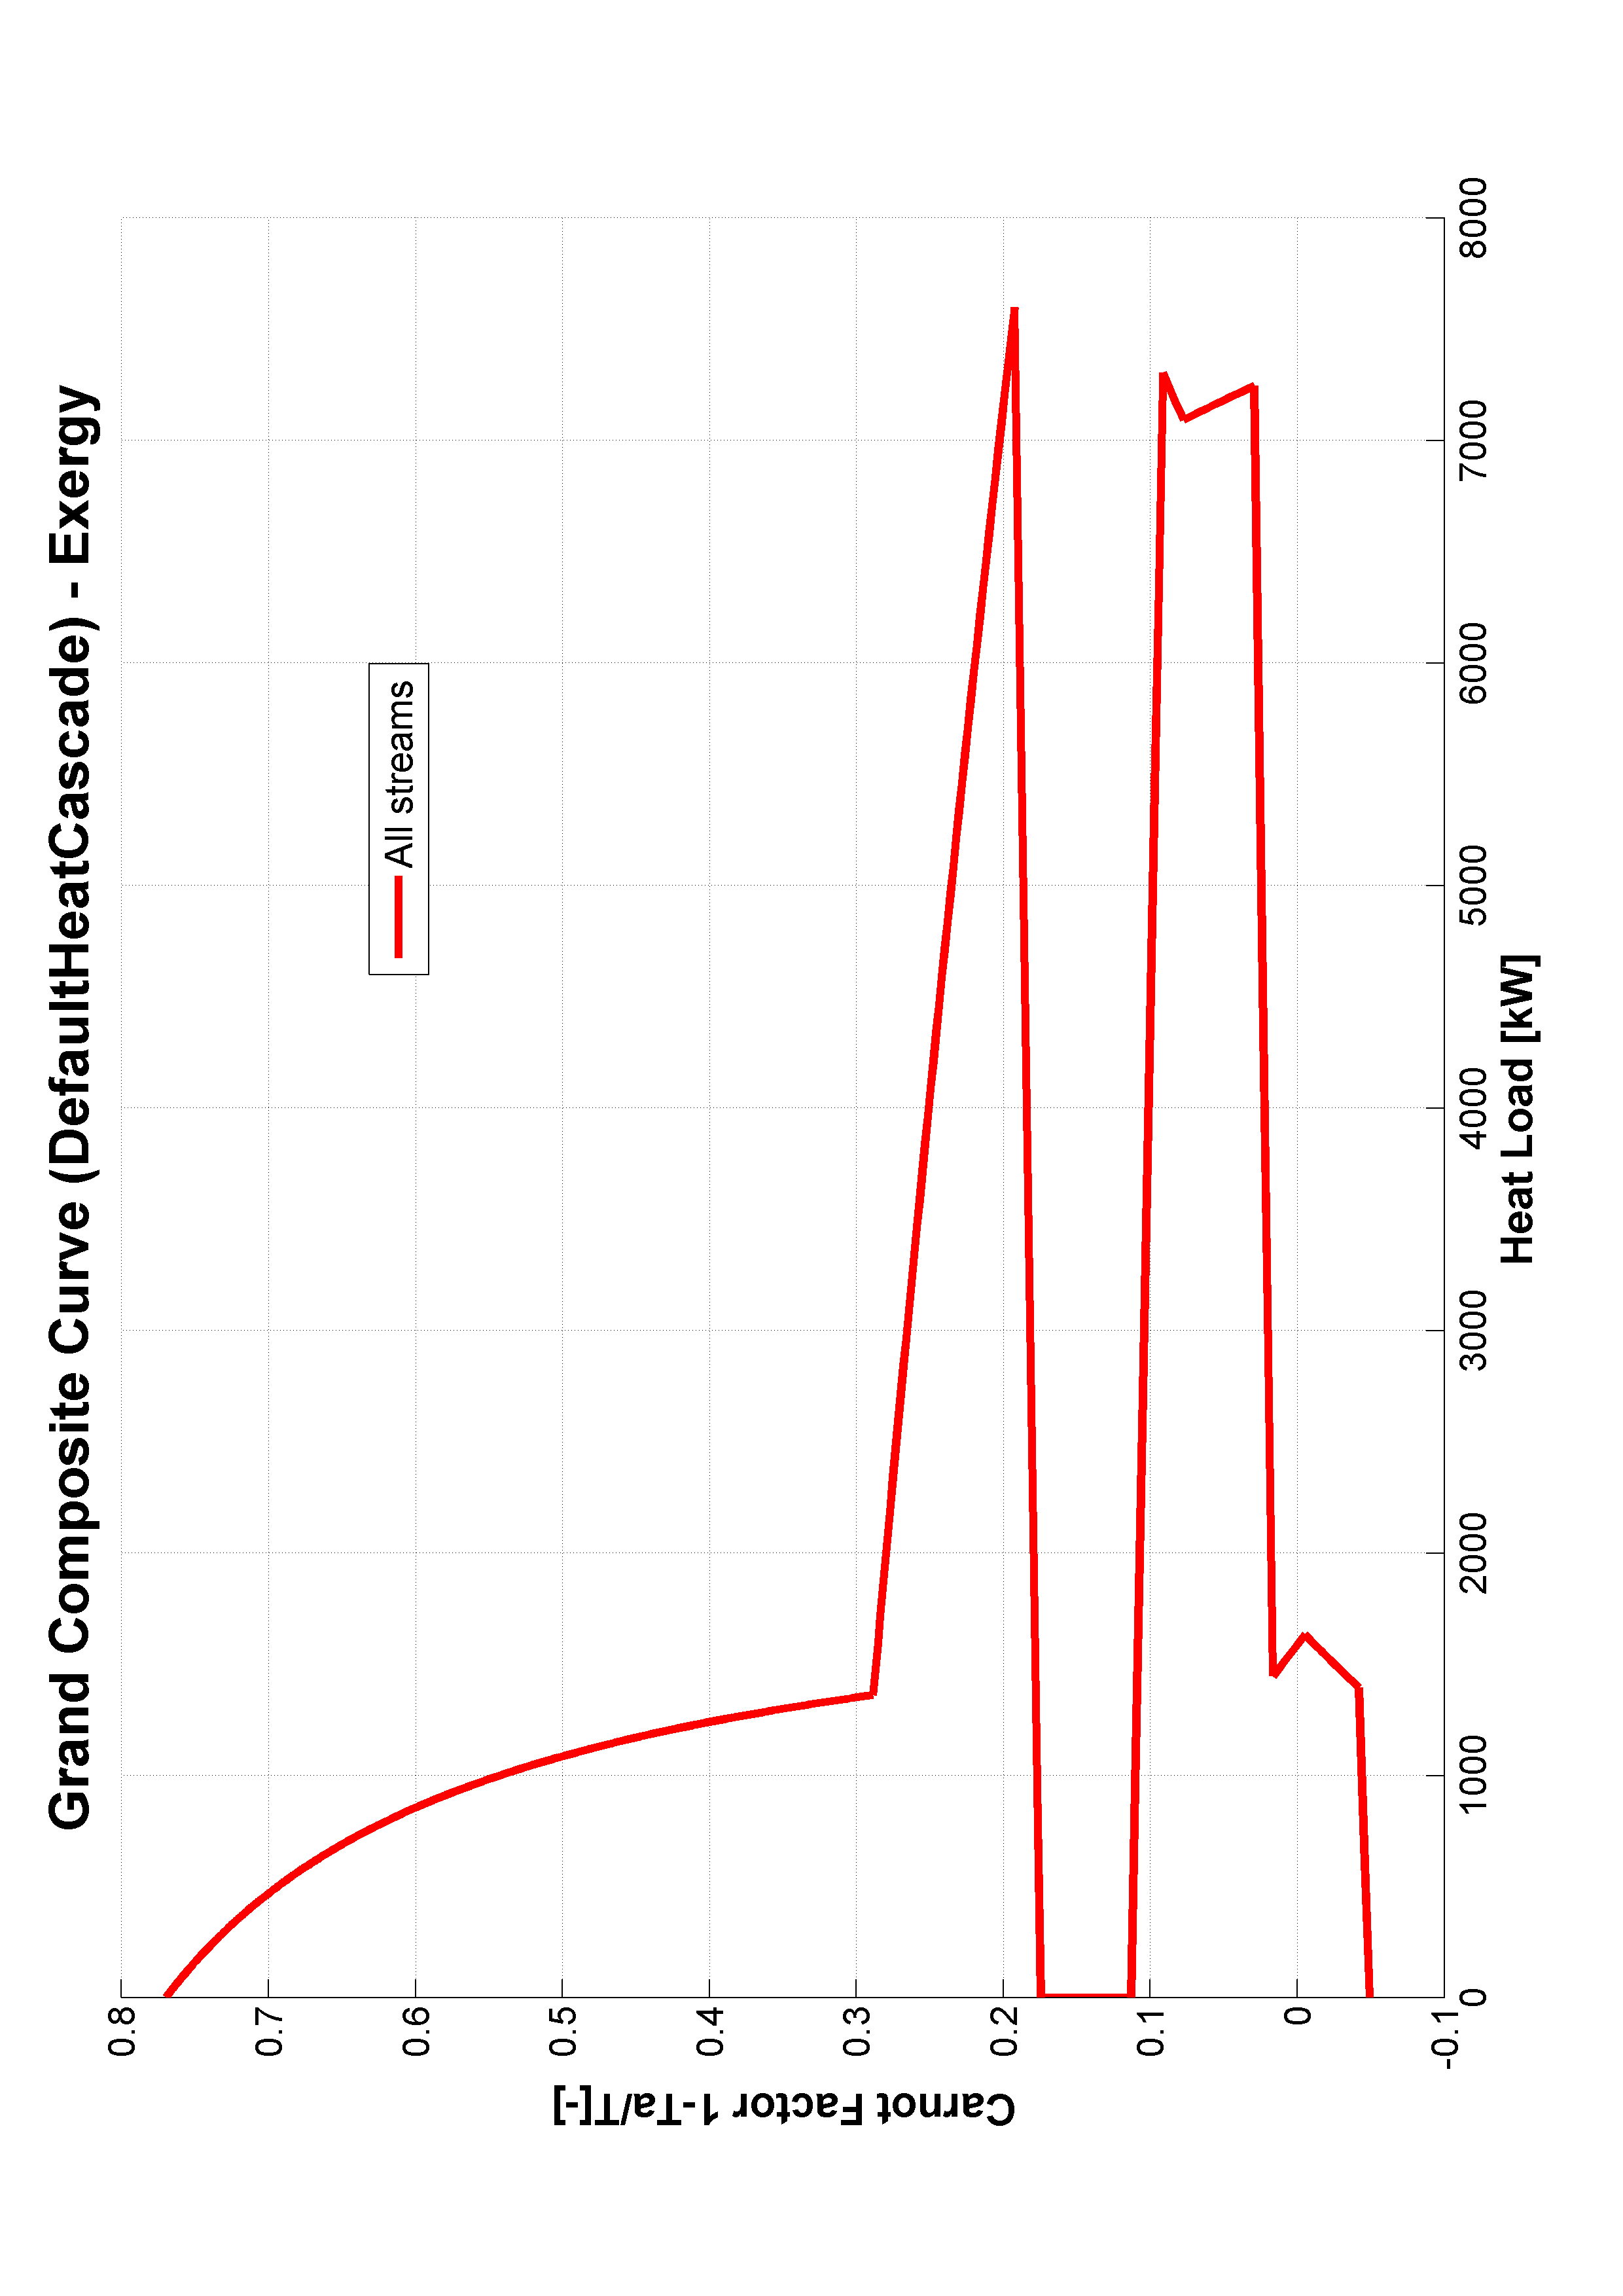 Grand Composite Curve (DefaultHeatCascade) - Exergy
All streams
Carnot Factor 1-Ta/T[-]
0.8
0.7
0.6
0.5
0.4
0.3
0.2
0.1
0
-0.1
0 1000 2000 3000 4000 5000 6000 7000 8000
Heat Load [kW]